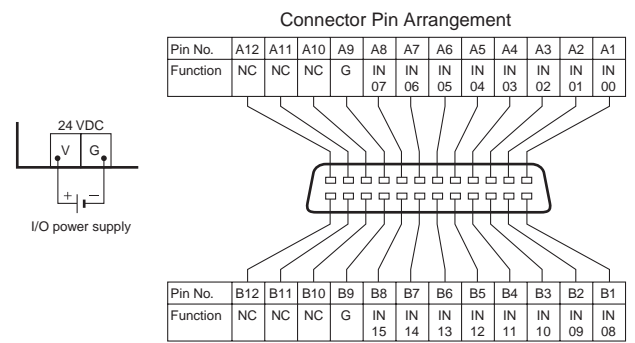 Connector Pin Arrangement
Pin No. A12 A11 A10 A9 A8 A7 A6 A5 A4 A3 A2 A1
Function NC NC NC G IN 07 IN 06 IN 05 IN 04 IN 03 IN 02 IN 01 IN 00
24 VDC
V G
+ −
I/O power supply
Pin No. B12 B11 B10 B9 B8 B7 B6 B5 B4 B3 B2 B1
Function NC NC NC G IN 15 IN 14 IN 13 IN 12 IN 11 IN 10 IN 09 IN 08